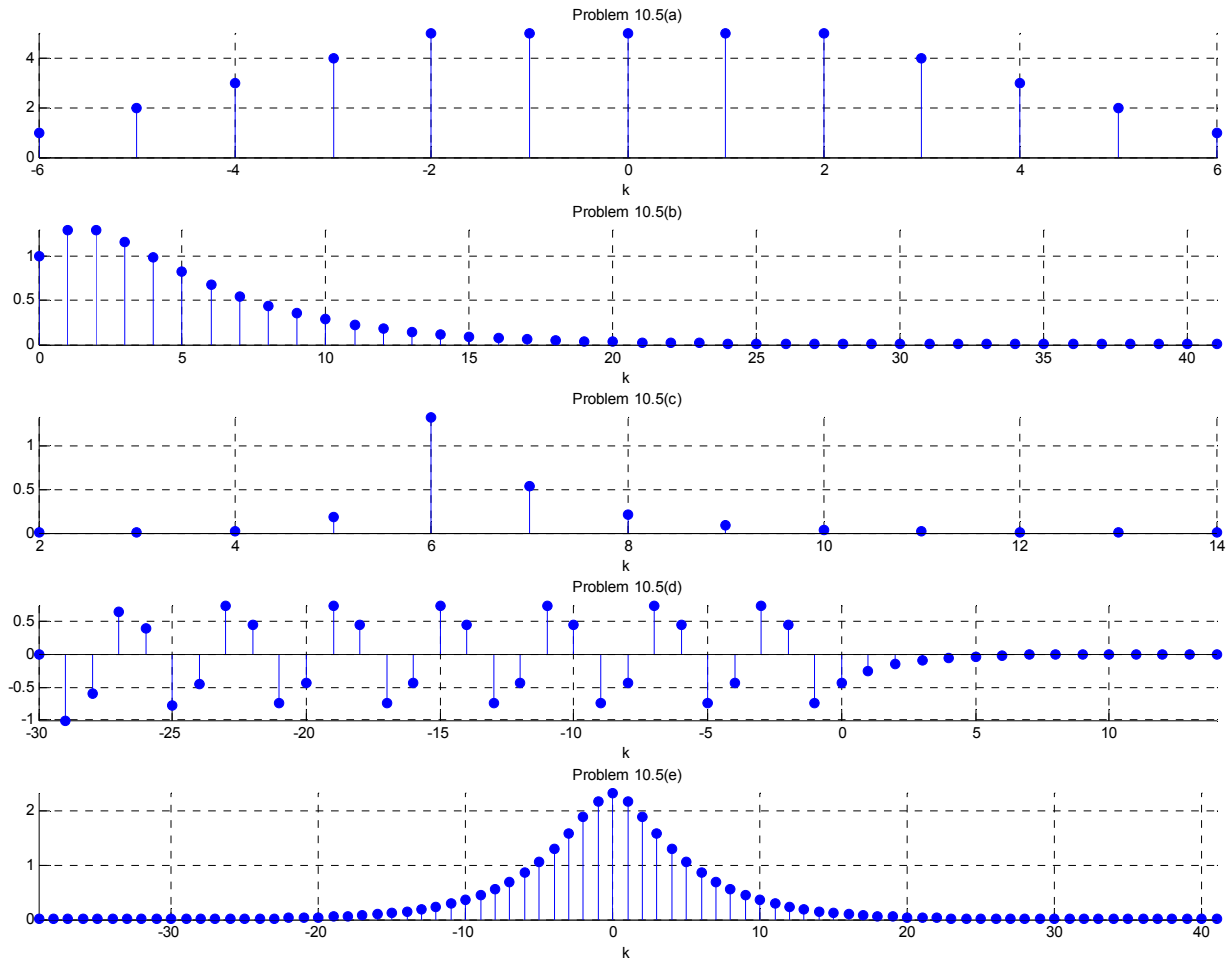 Problem 10.5(a)
4
2
0
-6 -4 -2 0 2 4 6
k
Problem 10.5(b)
1
0.5
0
0 5 10 15 20 25 30 35 40
k
Problem 10.5(c)
1
0.5
0
2 4 6 8 10 12 14
k
Problem 10.5(d)
0.5
0
-0.5
-1
-30 -25 -20 -15 -10 -5 0 5 10
k
Problem 10.5(e)
2
1
0
-30 -20 -10 0 10 20 30 40
k